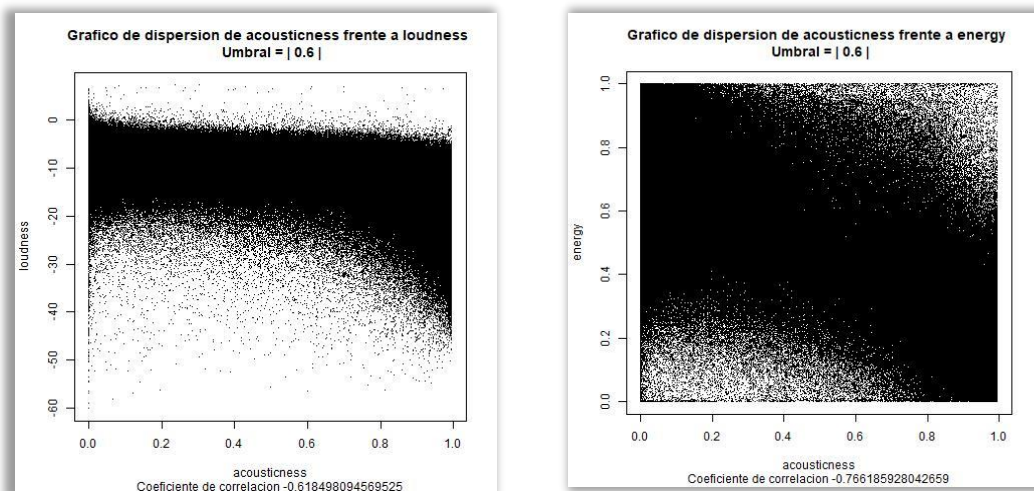 Grafico de dispersion de acousticness frente a loudness
Umbral = | 0.6 |
loudness
0
-10
-20
-30
-40
-50
-60
0.0 0.2 0.4 0.6 0.8 1.0
acousticness
Coeficiente de correlacion -0.618498094569525
Grafico de dispersion de acousticness frente a energy
Umbral = | 0.6 |
energy
1.0
0.8
0.6
0.4
0.2
0.0
0.0 0.2 0.4 0.6 0.8 1.0
acousticness
Coeficiente de correlacion -0.766185928042659